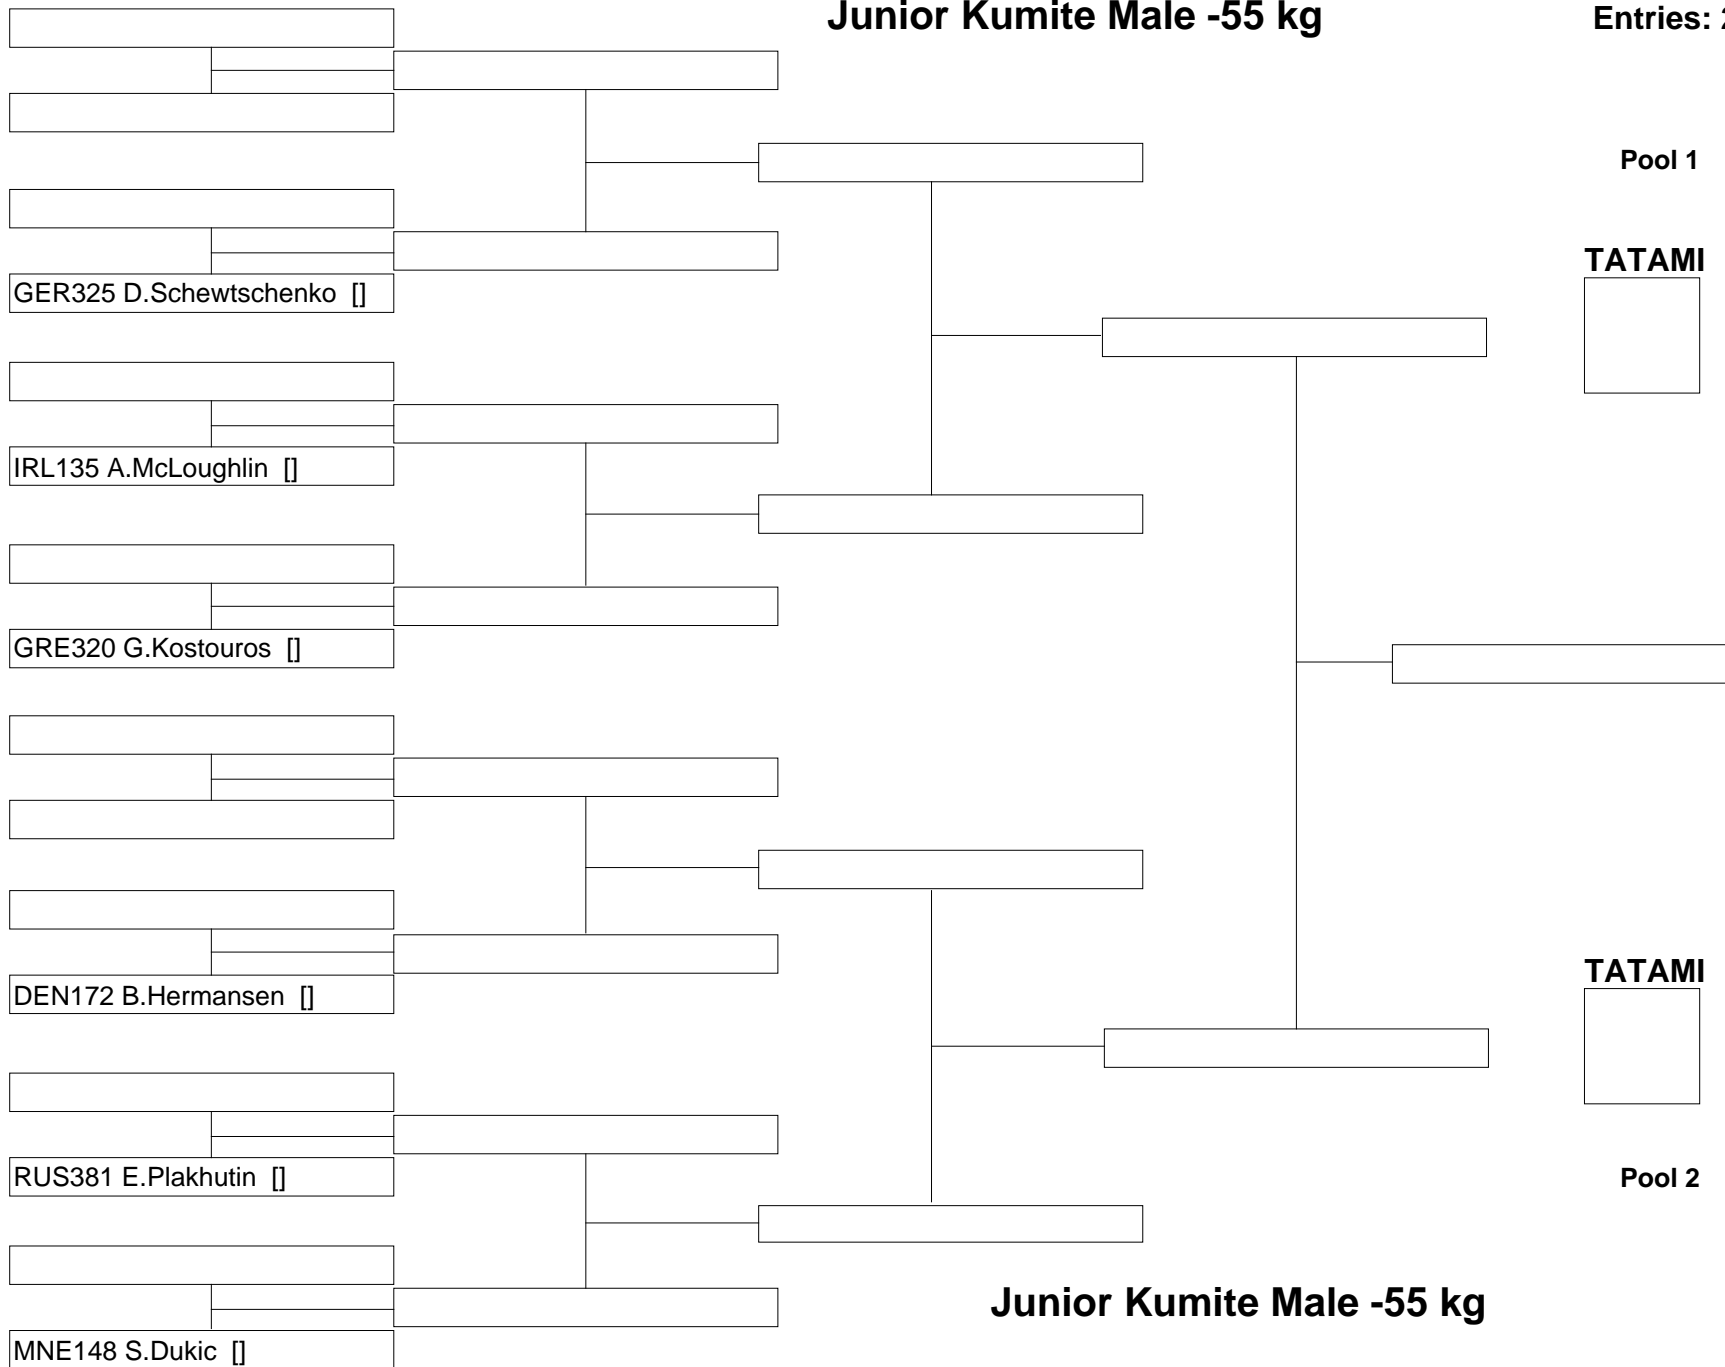 Junior Kumite Male -55 kg
Entries: 2
Pool 1
TATAMI
GER325 D.Schewtschenko []
IRL135 A.McLoughlin []
GRE320 G.Kostouros []
TATAMI
DEN172 B.Hermansen []
RUS381 E.Plakhutin []
Pool 2
Junior Kumite Male -55 kg
MNE148 S.Dukic []